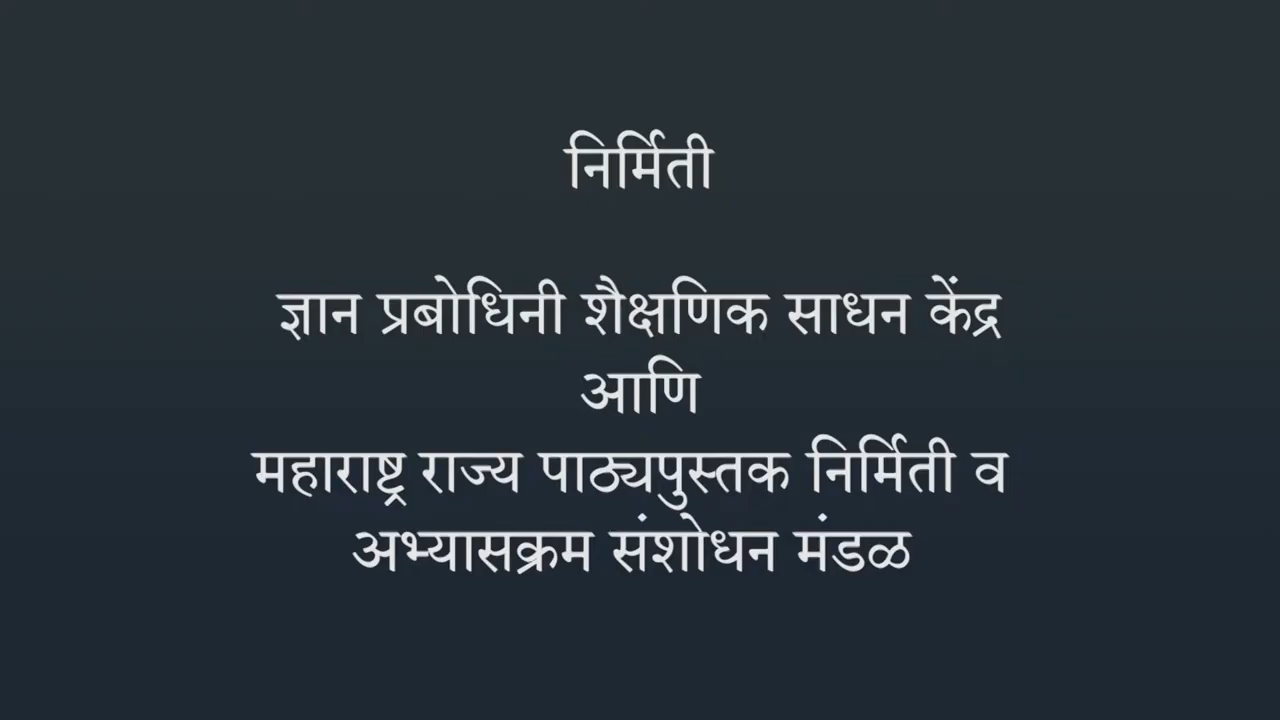 निर्मिती
ज्ञान प्रबोधिनी शैक्षणिक साधन केंद्र
आणि
महाराष्ट्र राज्य पाठ्यपुस्तक निर्मिती व
अभ्यासक्रम संशोधन मंडळ